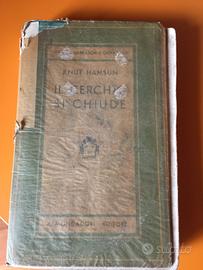 KNUT HAMSUN
IL CERCHIO
SI CHIUDE
A. MONDADORI · EDITORE
subito